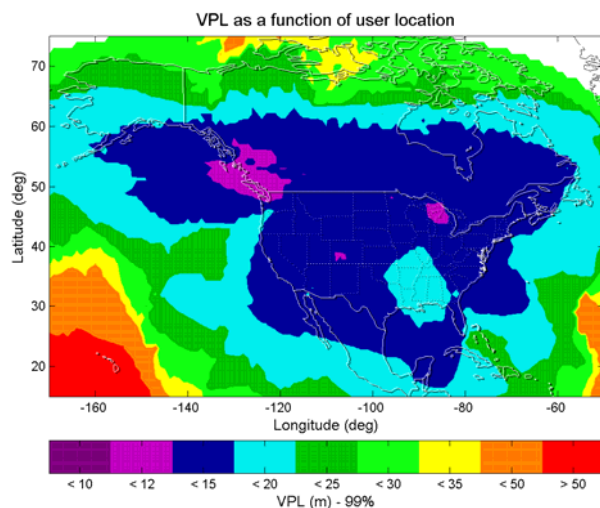 VPL as a function of user location
70
60
50
40
30
20
Latitude (deg)
-160 -140 -120 -100 -80 -60
Longitude (deg)
< 10 < 12 < 15 < 20 < 25 < 30 < 35 < 50 > 50
VPL (m) - 99%